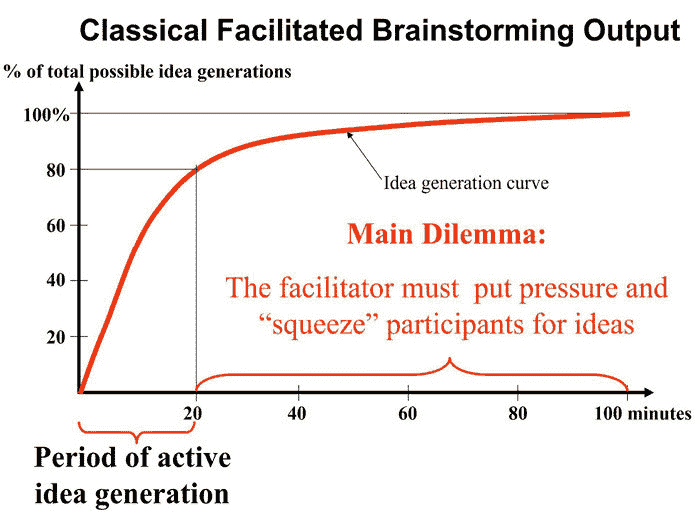 Classical Facilitated Brainstorming Output
% of total possible idea generations
100%
80
60
40
20
Idea generation curve
Main Dilemma:
The facilitator must put pressure and
“squeeze” participants for ideas
20 40 60 80 100 minutes
Period of active
idea generation